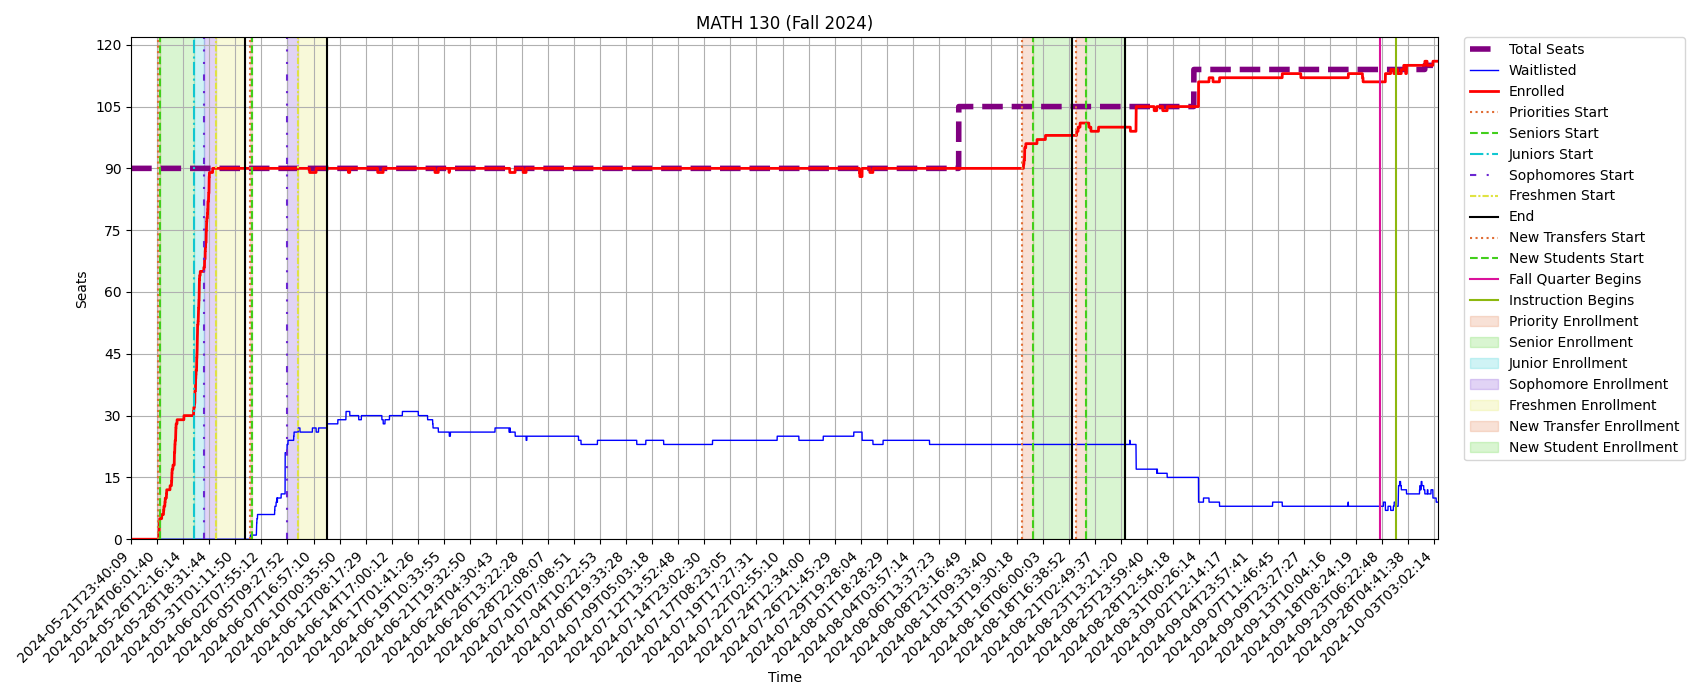 MATH 130 (Fall 2024)
Seats
120
105
90
75
60
45
30
15
0
2024-05-21T23:40:09
2024-05-24T06:01:40
2024-05-26T12:16:14
2024-05-28T18:31:44
2024-05-31T01:11:50
2024-06-02T07:55:12
2024-06-05T09:27:52
2024-06-07T16:57:10
2024-06-10T00:35:50
2024-06-12T08:17:29
2024-06-14T17:00:12
2024-06-17T01:41:26
2024-06-19T10:33:55
2024-06-21T19:32:50
2024-06-24T04:30:43
2024-06-26T13:22:28
2024-06-28T22:08:07
2024-07-01T07:08:51
2024-07-04T10:22:53
2024-07-06T19:33:28
2024-07-09T05:03:18
2024-07-12T13:52:48
2024-07-14T23:02:30
2024-07-17T08:23:05
2024-07-19T17:27:31
2024-07-22T02:55:10
2024-07-24T12:34:00
2024-07-26T21:45:29
2024-07-29T19:28:04
2024-08-01T18:28:29
2024-08-04T03:57:14
2024-08-06T13:37:23
2024-08-08T23:16:49
2024-08-11T09:33:40
2024-08-13T19:30:18
2024-08-16T06:00:03
2024-08-18T16:38:52
2024-08-21T02:49:37
2024-08-23T13:21:20
2024-08-25T23:59:40
2024-08-28T12:54:18
2024-08-31T00:26:14
2024-09-02T12:14:17
2024-09-04T23:57:41
2024-09-07T11:46:45
2024-09-09T23:27:27
2024-09-13T10:04:16
2024-09-18T08:24:19
2024-09-23T06:22:48
2024-09-28T04:41:38
2024-10-03T03:02:14
Time
Total Seats
Waitlisted
Enrolled
Priorities Start
Seniors Start
Juniors Start
Sophomores Start
Freshmen Start
End
New Transfers Start
New Students Start
Fall Quarter Begins
Instruction Begins
Priority Enrollment
Senior Enrollment
Junior Enrollment
Sophomore Enrollment
Freshmen Enrollment
New Transfer Enrollment
New Student Enrollment